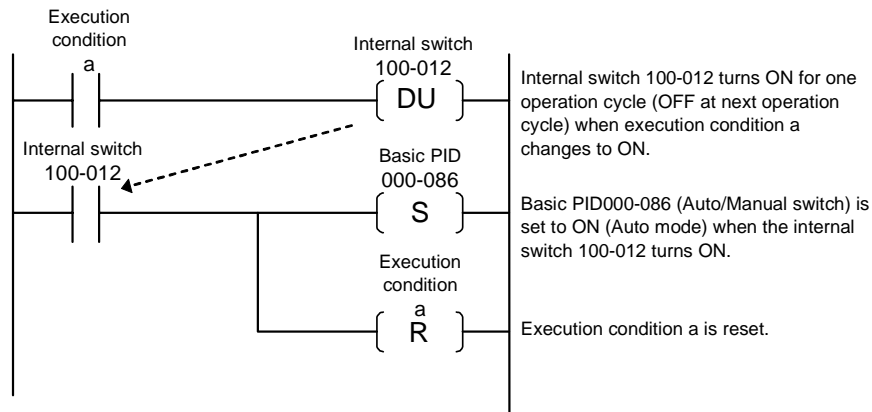 Execution
condition
a
Internal switch
100-012
DU
Internal switch 100-012 turns ON for one
operation cycle (OFF at next operation
cycle) when execution condition a
changes to ON.
Internal switch
100-012
Basic PID
000-086
S
Basic PID000-086 (Auto/Manual switch) is
set to ON (Auto mode) when the internal
switch 100-012 turns ON.
Execution
condition
a
R
Execution condition a is reset.